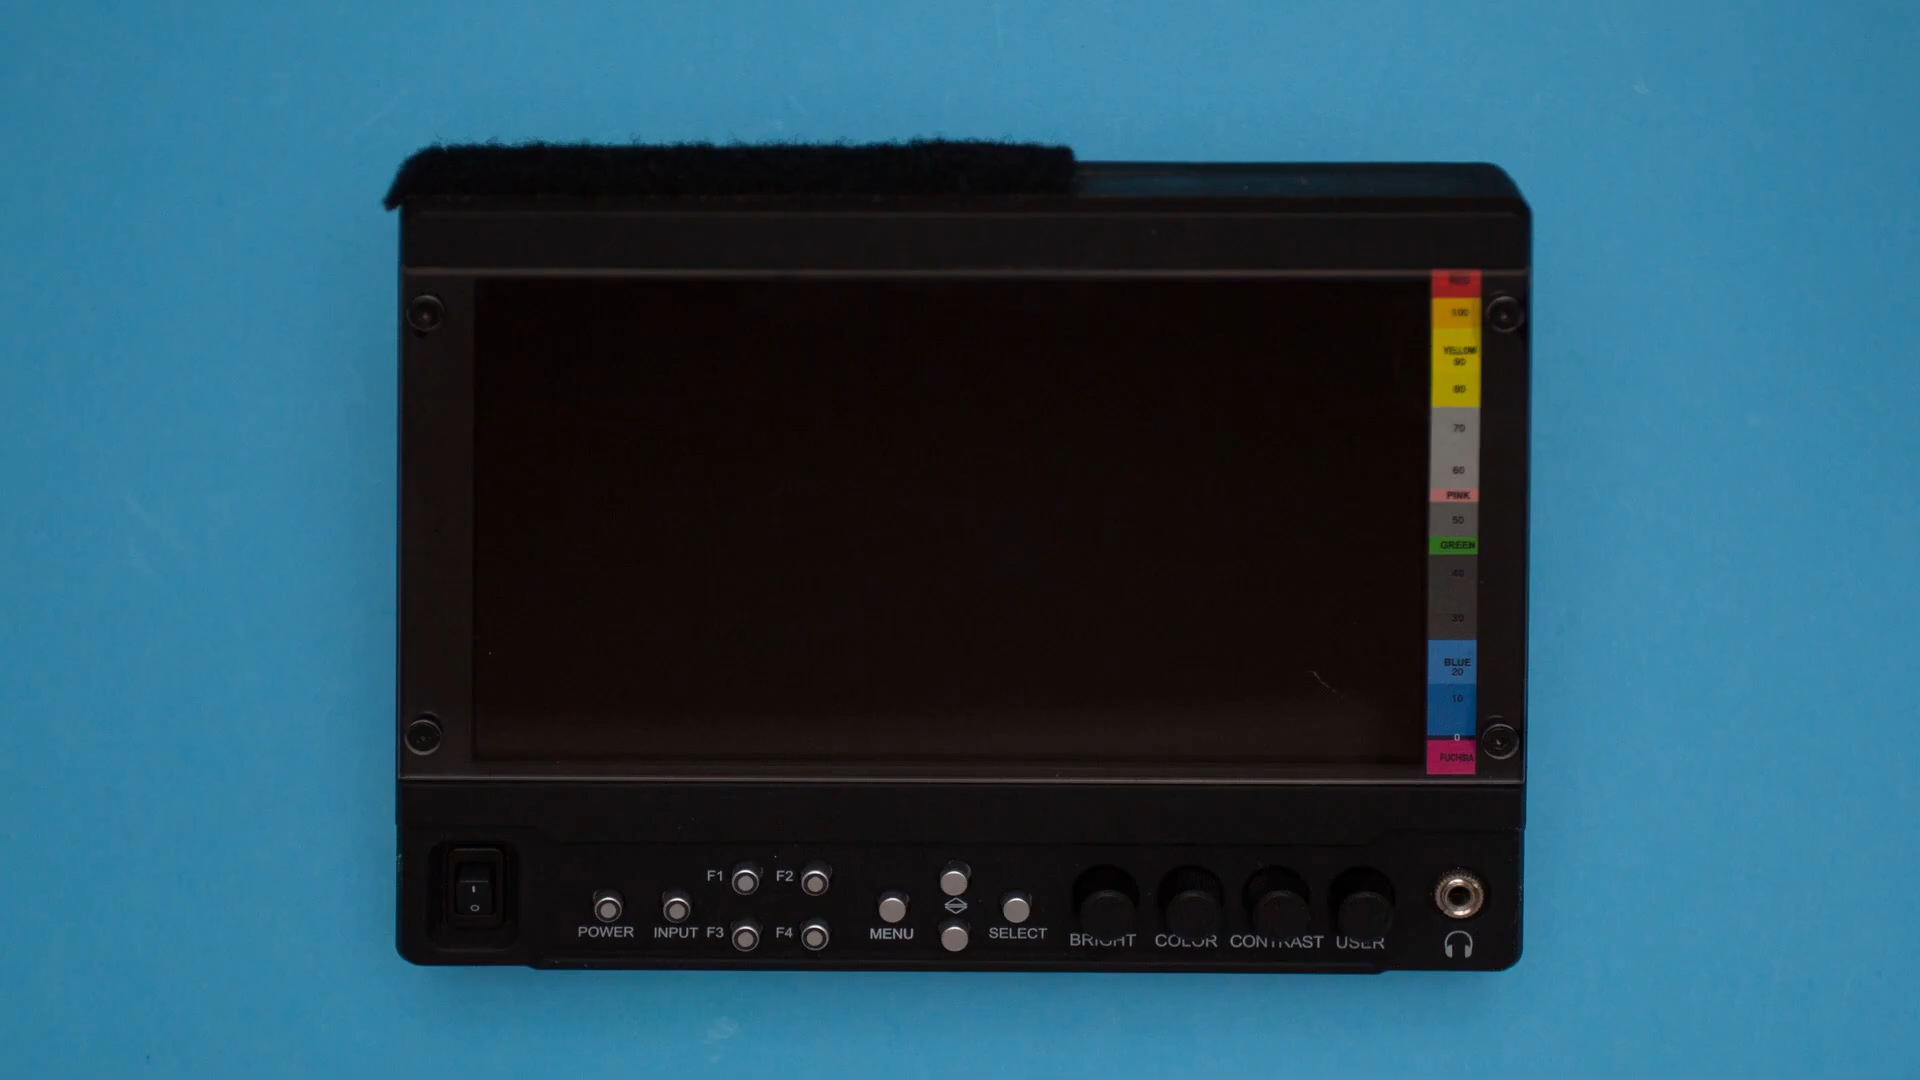 RED
100
YELLOW
90
80
70
60
PINK
50
GREEN
40
30
BLUE
20
10
0
FUCHSIA
F1 F2
POWER INPUT F3 F4 MENU SELECT BRIGHT COLOR CONTRAST USER